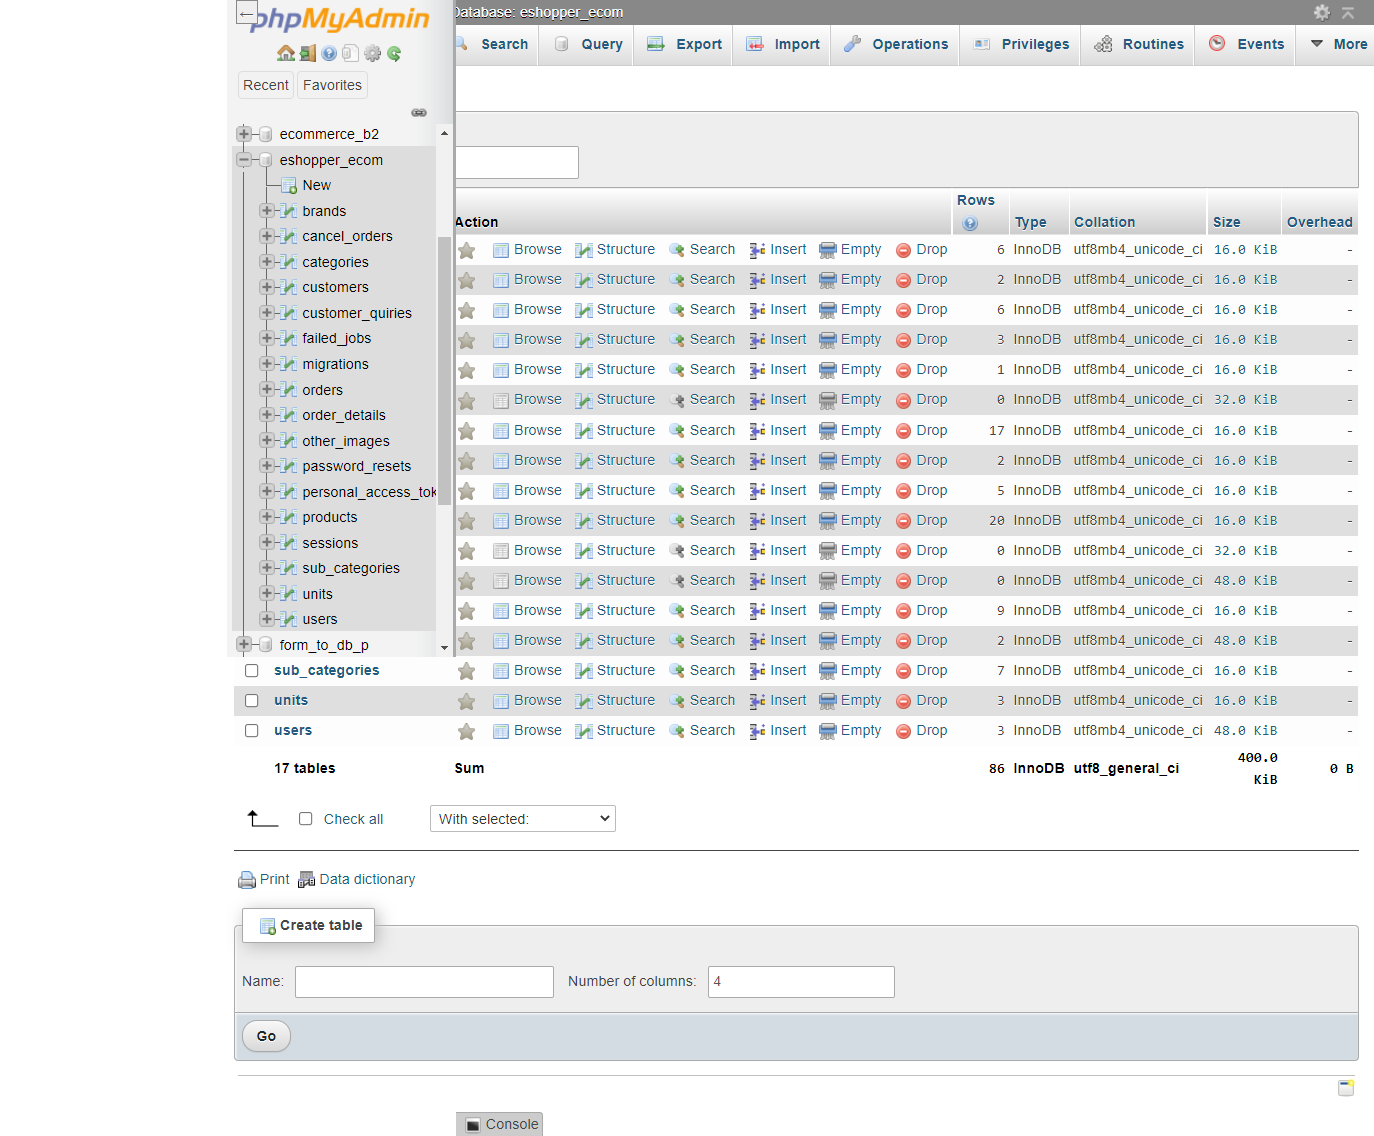 phpMyAdmin
Database: eshopper_ecom
Search Query Export Import Operations Privileges Routines Events More
Recent Favorites
ecommerce_b2
eshopper_ecom
New
brands
cancel_orders
categories
customers
customer_quiries
failed_jobs
migrations
orders
order_details
other_images
password_resets
personal_access_tok
products
sessions
sub_categories
units
users
form_to_db_p
Action Rows Type Collation Size Overhead
Browse Structure Search Insert Empty Drop 6 InnoDB utf8mb4_unicode_ci 16.0 KiB -
Browse Structure Search Insert Empty Drop 2 InnoDB utf8mb4_unicode_ci 16.0 KiB -
Browse Structure Search Insert Empty Drop 6 InnoDB utf8mb4_unicode_ci 16.0 KiB -
Browse Structure Search Insert Empty Drop 3 InnoDB utf8mb4_unicode_ci 16.0 KiB -
Browse Structure Search Insert Empty Drop 1 InnoDB utf8mb4_unicode_ci 16.0 KiB -
Browse Structure Search Insert Empty Drop 0 InnoDB utf8mb4_unicode_ci 32.0 KiB -
Browse Structure Search Insert Empty Drop 17 InnoDB utf8mb4_unicode_ci 16.0 KiB -
Browse Structure Search Insert Empty Drop 2 InnoDB utf8mb4_unicode_ci 16.0 KiB -
Browse Structure Search Insert Empty Drop 5 InnoDB utf8mb4_unicode_ci 16.0 KiB -
Browse Structure Search Insert Empty Drop 20 InnoDB utf8mb4_unicode_ci 16.0 KiB -
Browse Structure Search Insert Empty Drop 0 InnoDB utf8mb4_unicode_ci 32.0 KiB -
Browse Structure Search Insert Empty Drop 0 InnoDB utf8mb4_unicode_ci 48.0 KiB -
Browse Structure Search Insert Empty Drop 9 InnoDB utf8mb4_unicode_ci 16.0 KiB -
Browse Structure Search Insert Empty Drop 2 InnoDB utf8mb4_unicode_ci 48.0 KiB -
sub_categories Browse Structure Search Insert Empty Drop 7 InnoDB utf8mb4_unicode_ci 16.0 KiB -
units Browse Structure Search Insert Empty Drop 3 InnoDB utf8mb4_unicode_ci 16.0 KiB -
users Browse Structure Search Insert Empty Drop 3 InnoDB utf8mb4_unicode_ci 48.0 KiB -
17 tables Sum 86 InnoDB utf8_general_ci 400.0 KiB 0 B
Check all With selected:
Print Data dictionary
Create table
Name: Number of columns: 4
Go
Console